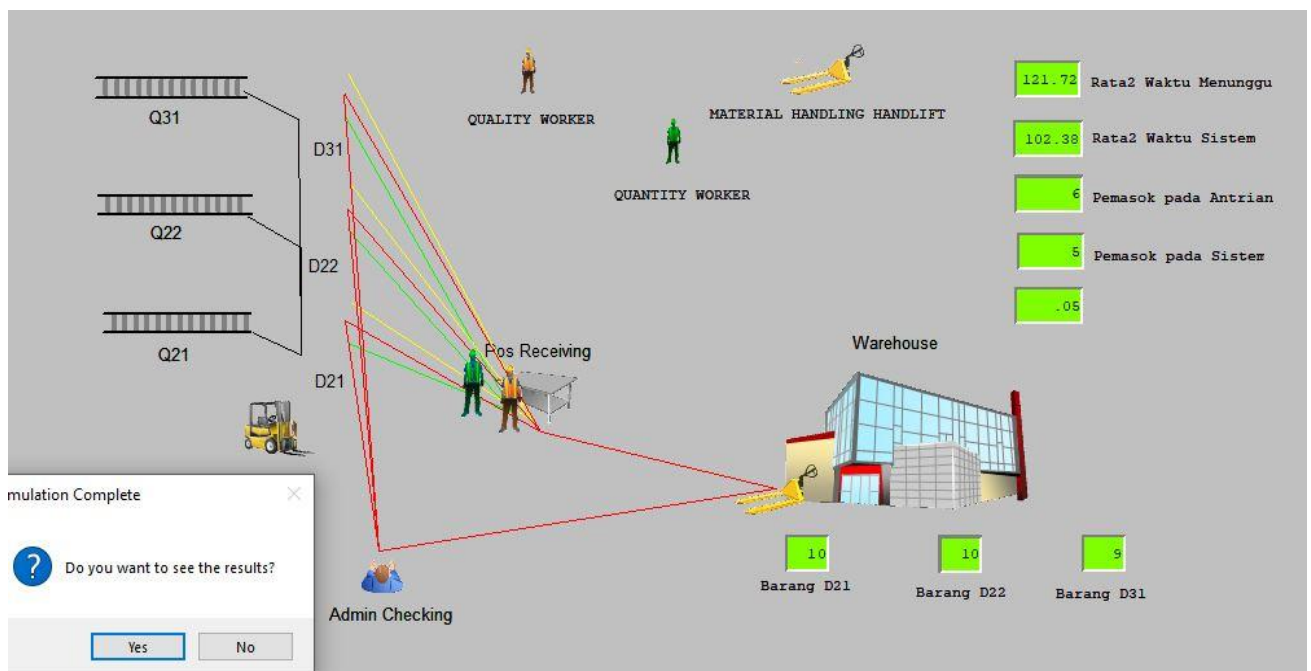 Q31
Q22
Q21
D31
D22
D21
QUALITY WORKER
QUANTITY WORKER
MATERIAL HANDLING HANDLIFT
121.72 Rata2 Waktu Menunggu
102.38 Rata2 Waktu Sistem
6 Pemasok pada Antrian
5 Pemasok pada Sistem
.05
Pos Receiving
Warehouse
10
Barang D21
10
Barang D22
9
Barang D31
Admin Checking
mulation Complete
?
Do you want to see the results?
Yes
No